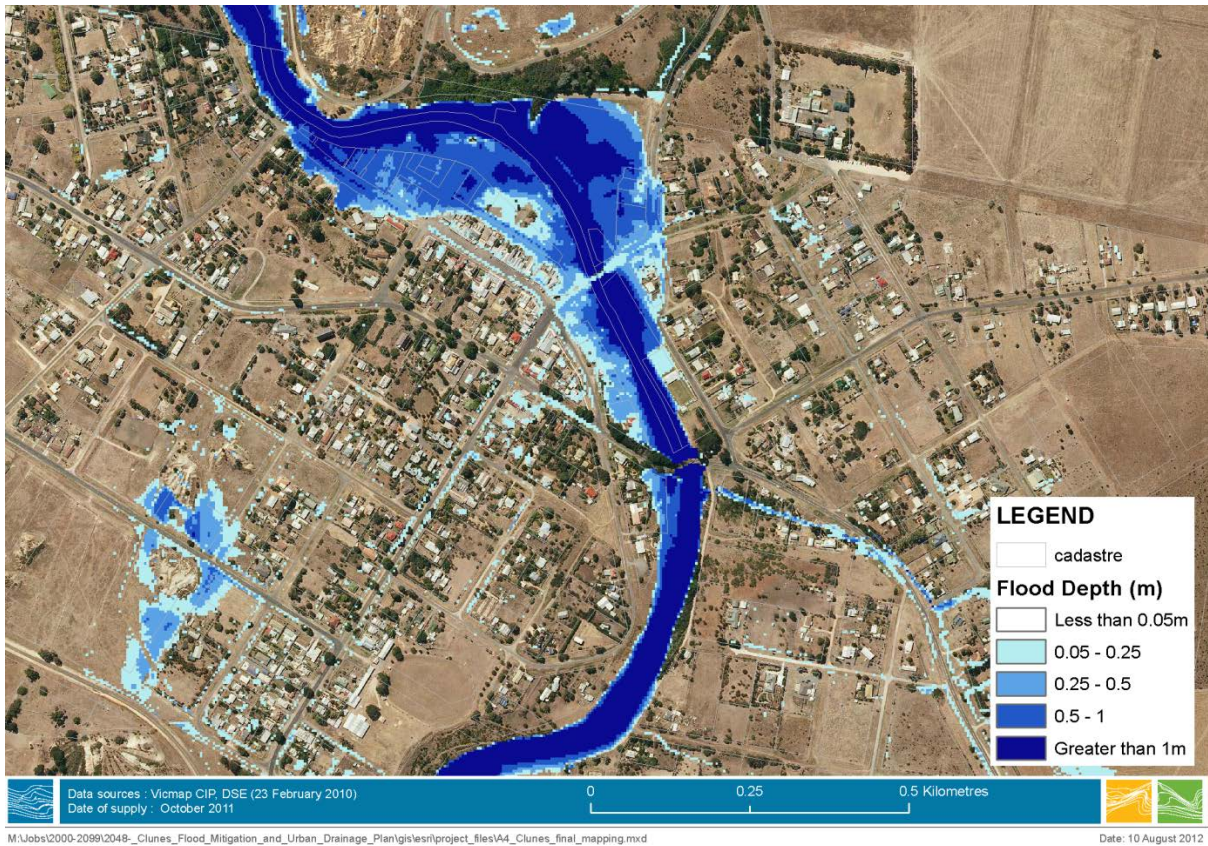 LEGEND
cadastre
Flood Depth (m)
Less than 0.05m
0.05 - 0.25
0.25 - 0.5
0.5 - 1
Greater than 1m
Data sources : Vicmap CIP, DSE (23 February 2010)
Date of supply : October 2011
0 0.25 0.5 Kilometres
M:\Jobs\2000-2099\2048-_Clunes_Flood_Mitigation_and_Urban_Drainage_Plan\gis\esri\project_files\A4_Clunes_final_mapping.mxd
Date: 10 August 2012